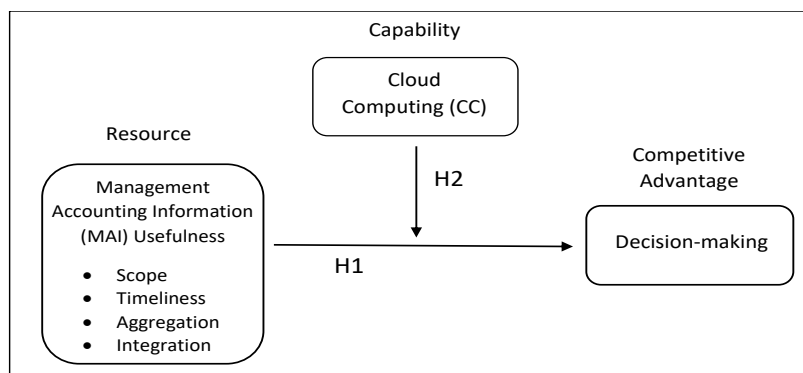 Capability
Cloud
Computing (CC)
Resource
H2
Competitive
Advantage
Management
Accounting Information
(MAI) Usefulness
Decision-making
H1
• Scope
• Timeliness
• Aggregation
• Integration